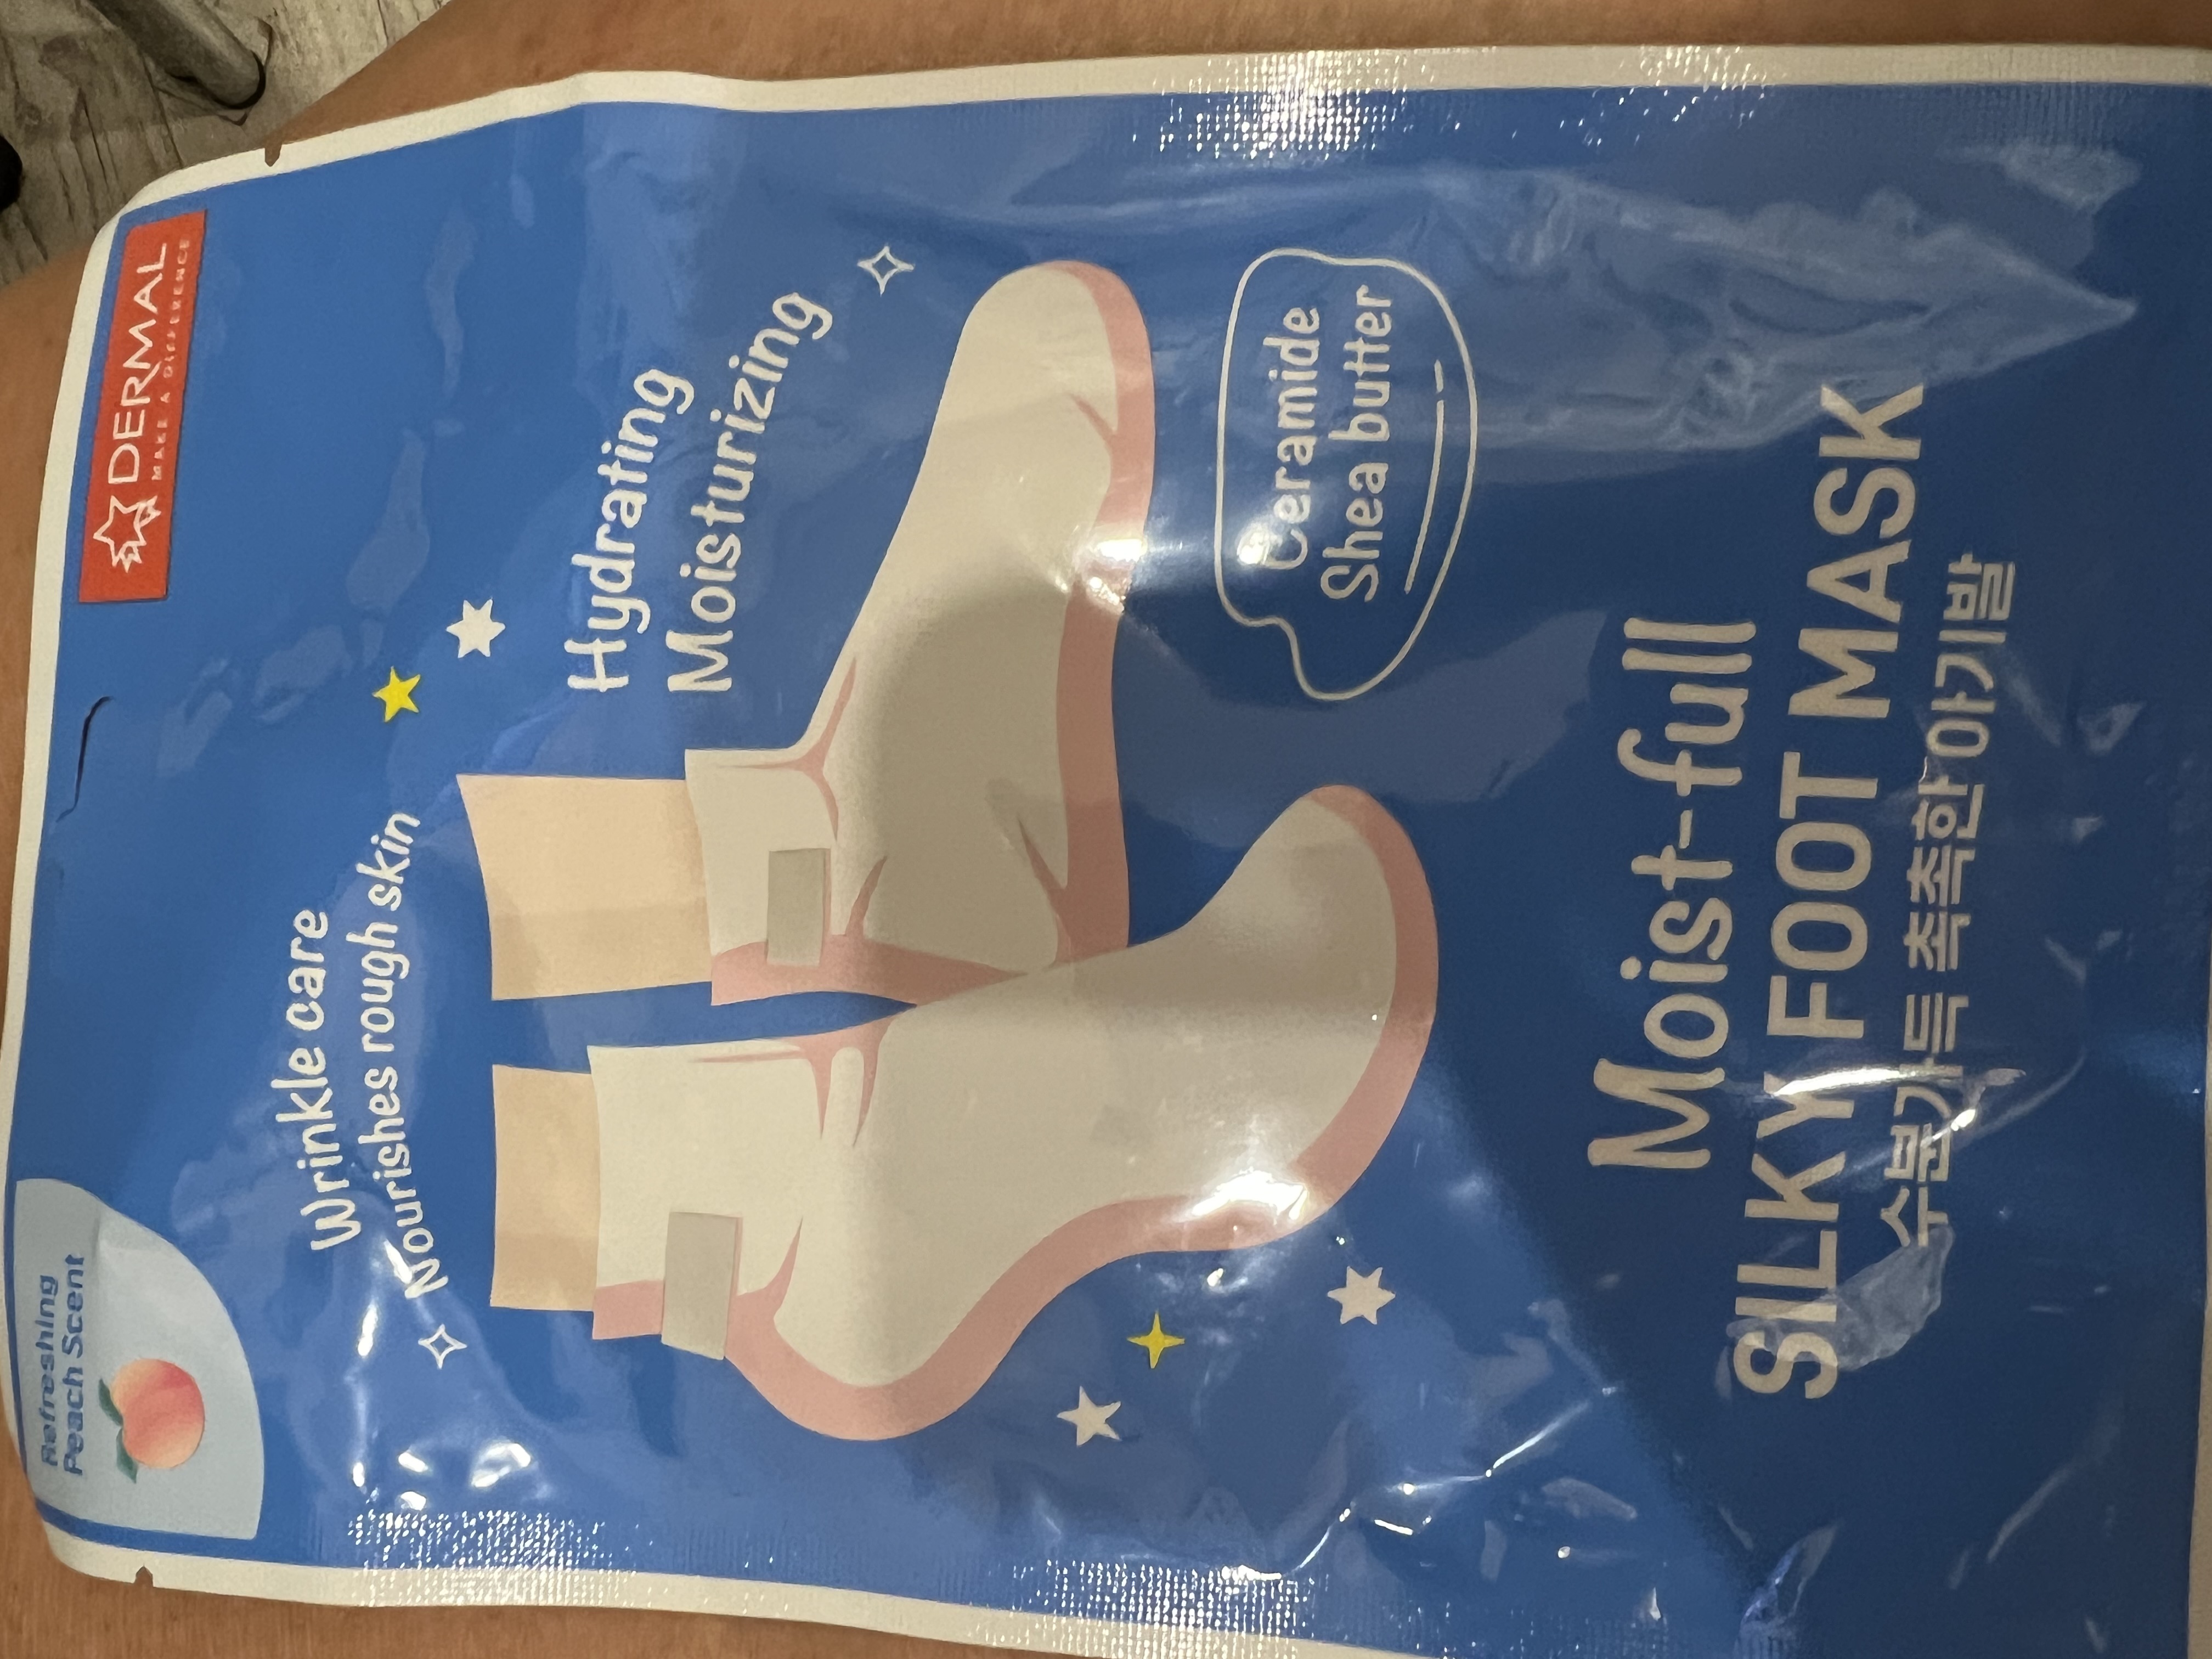 Refreshing
Peach Scent
DERMAL
MAKE A DIFFERENCE
Wrinkle care
Nourishes rough skin
Hydrating
Moisturizing
Ceramide
Shea butter
Moist-full
SILKY FOOT MASK
수분가득 촉촉한 아기발